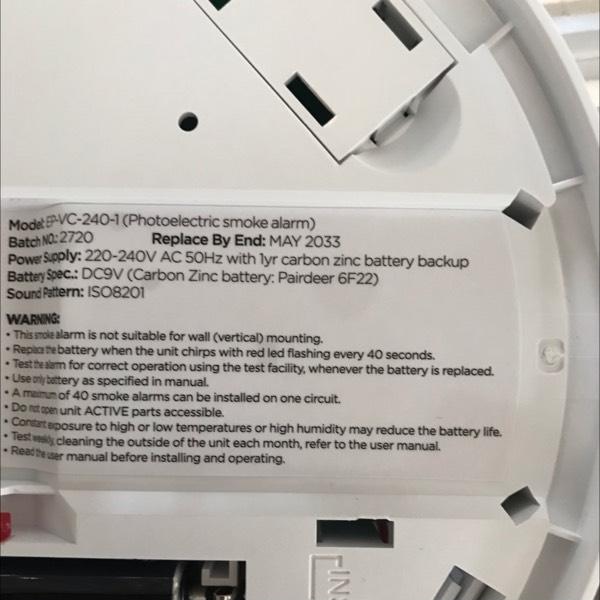 Model: EP-VC-240-1 (Photoelectric smoke alarm)
Batch NO.: 2720 Replace By End: MAY 2033
Power Supply: 220-240V AC 50Hz with 1yr carbon zinc battery backup
Battery Spec.: DC9V (Carbon Zinc battery: Pairdeer 6F22)
Sound Pattern: ISO8201
WARNING:
• This smoke alarm is not suitable for wall (vertical) mounting.
• Replace the battery when the unit chirps with red led flashing every 40 seconds.
• Test the alarm for correct operation using the test facility, whenever the battery is replaced.
• Use only battery as specified in manual.
• A maximum of 40 smoke alarms can be installed on one circuit.
• Do not open unit ACTIVE parts accessible.
• Constant exposure to high or low temperatures or high humidity may reduce the battery life.
• Test weekly, cleaning the outside of the unit each month, refer to the user manual.
• Read the user manual before installing and operating.